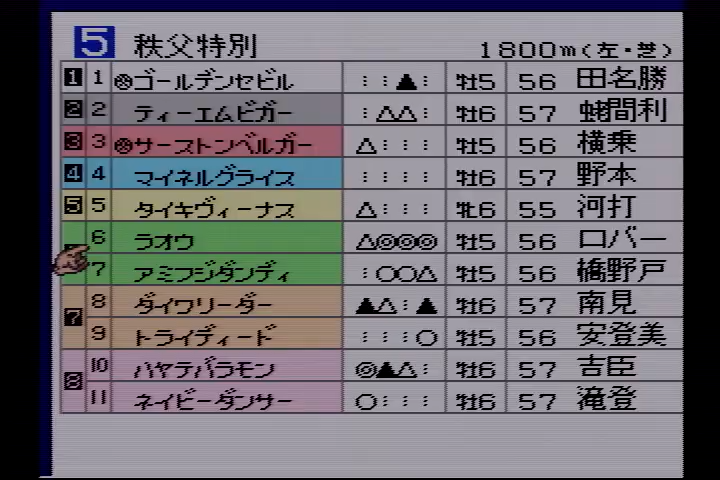 5 秩父特別 1800m(左・芝)
1 1 ゴールデンセビル ：：▲： 牡5 56 田名勝
2 2 ティーエムビガー ：△△： 牡6 57 蛯間利
3 3 サーストンベルガー △：：： 牡5 56 横乗
4 4 マイネルグライス ：：：： 牡6 57 野本
5 5 タイキヴィーナス △：：： 牝6 55 河打
6 ラオウ △◎◎◎ 牡5 56 ロバー
7 アミフジダンディ ：○○△ 牡5 56 橋野戸
7 8 ダイワリーダー ▲△：▲ 牡6 57 南見
9 トライディード ：：：○ 牡5 56 安登美
8 10 ハヤテバラモン ◎▲△： 牡6 57 吉臣
11 ネイビーダンサー ○：：： 牡6 57 滝登